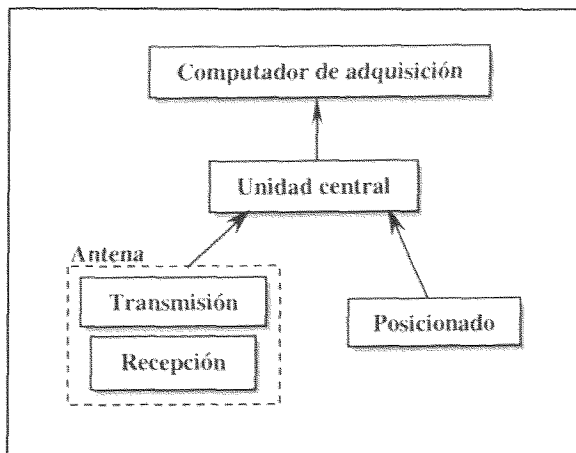 Computador de adquisición
Unidad central
Antena
Transmisión
Recepción
Posicionado